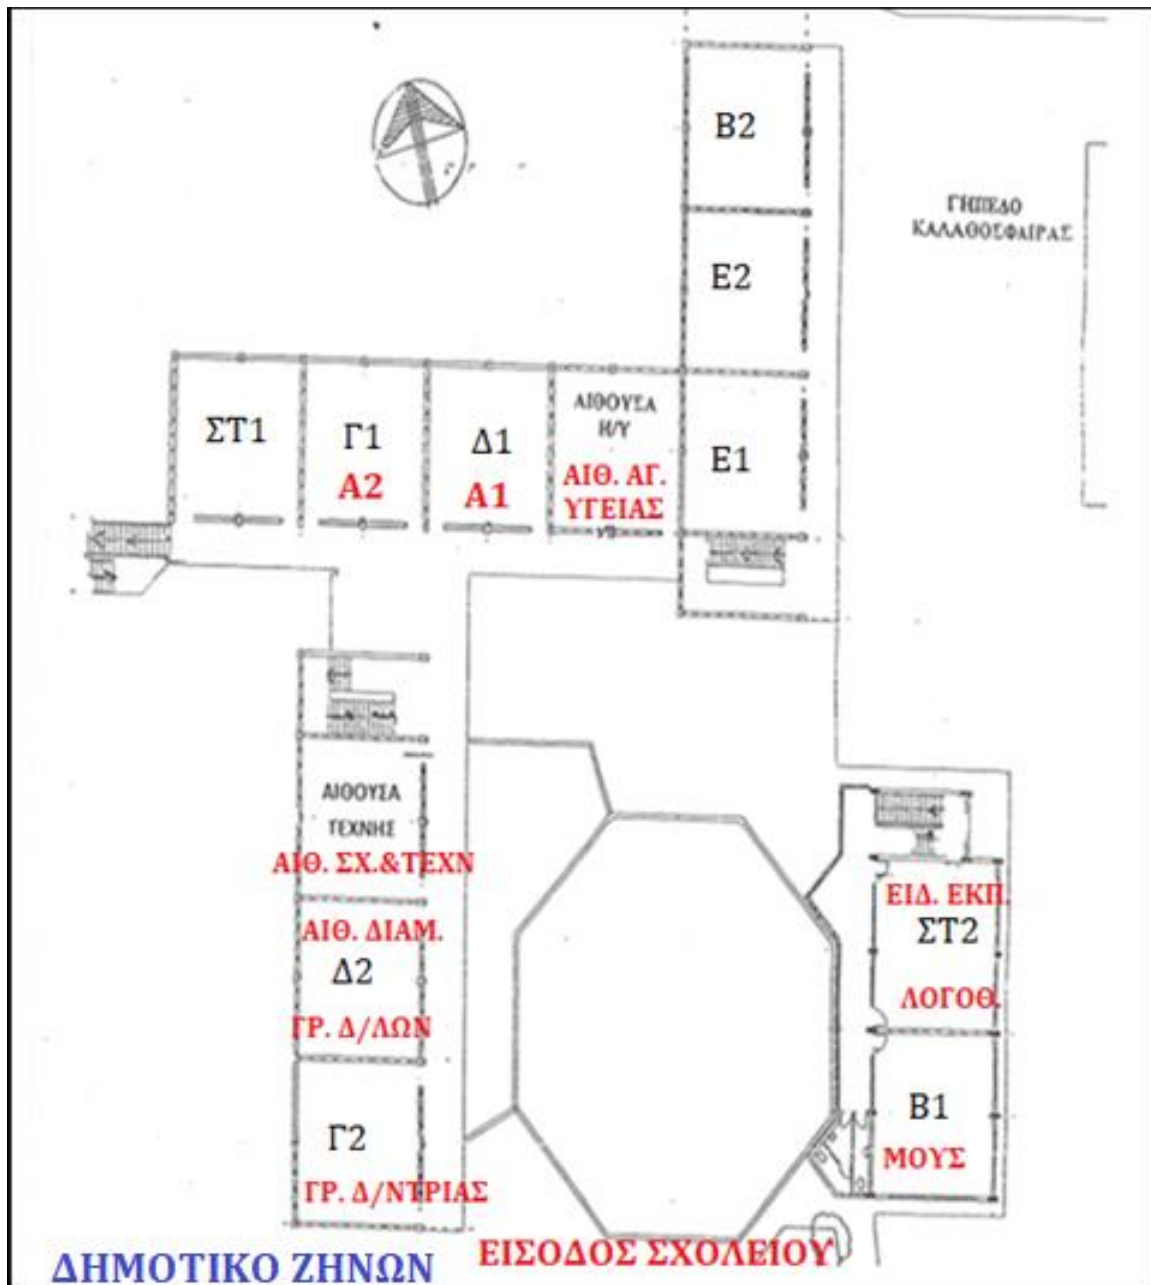 Β2
ΓΗΠΕΔΟ
ΚΑΛΑΘΟΣΦΑΙΡΑΣ
Ε2
ΣΤ1
Γ1
Α2
Δ1
Α1
ΑΙΘΟΥΣΑ
Η/Υ
ΑΙΘ. ΑΓ.
ΥΓΕΙΑΣ
Ε1
ΑΙΘΟΥΣΑ
ΤΕΧΝΗΣ
ΑΙΘ. ΣΧ.&ΤΕΧΝ
ΑΙΘ. ΔΙΑΜ.
Δ2
ΓΡ. Δ/ΛΩΝ
Γ2
ΓΡ. Δ/ΝΤΡΙΑΣ
ΕΙΔ. ΕΚΠ.
ΣΤ2
ΛΟΓΟΘ.
Β1
ΜΟΥΣ
ΕΙΣΟΔΟΣ ΣΧΟΛΕΙΟΥ
ΔΗΜΟΤΙΚΟ ΖΗΝΩΝ